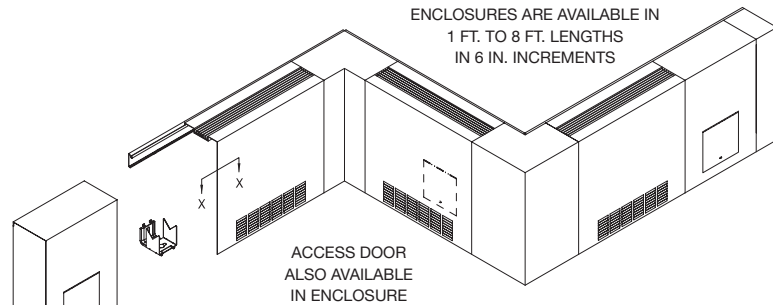 ENCLOSURES ARE AVAILABLE IN
1 FT. TO 8 FT. LENGTHS
IN 6 IN. INCREMENTS
X
X
ACCESS DOOR
ALSO AVAILABLE
IN ENCLOSURE